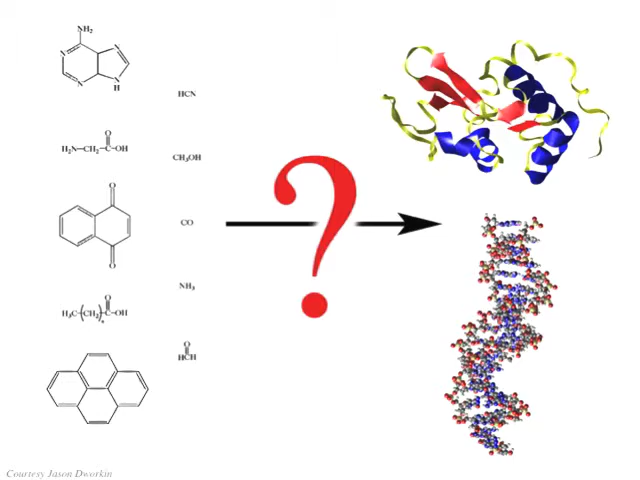 NH₂
N
N
N
N
H
HCN
O
H₂N—CH₂—C—OH
CH₃OH
O
O
CO
?
NH₃
O
H₃C-(CH₂)ₙ-C-OH
O
HCH
Courtesy Jason Dworkin